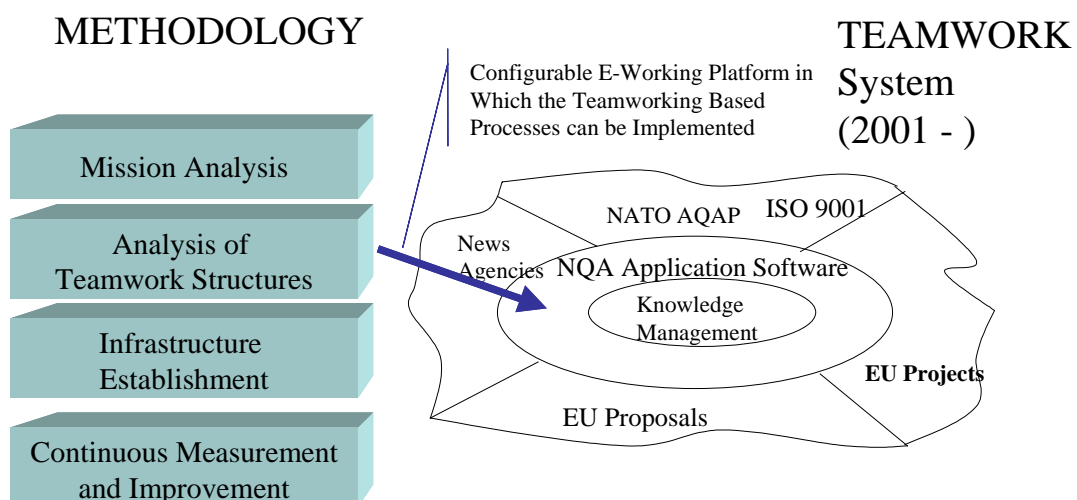 METHODOLOGY
Mission Analysis
Analysis of
Teamwork Structures
Infrastructure
Establishment
Continuous Measurement
and Improvement
Configurable E-Working Platform in
Which the Teamworking Based
Processes can be Implemented
TEAMWORK
System
(2001 - )
NATO AQAP
ISO 9001
News
Agencies
NQA Application Software
Knowledge
Management
EU Projects
EU Proposals